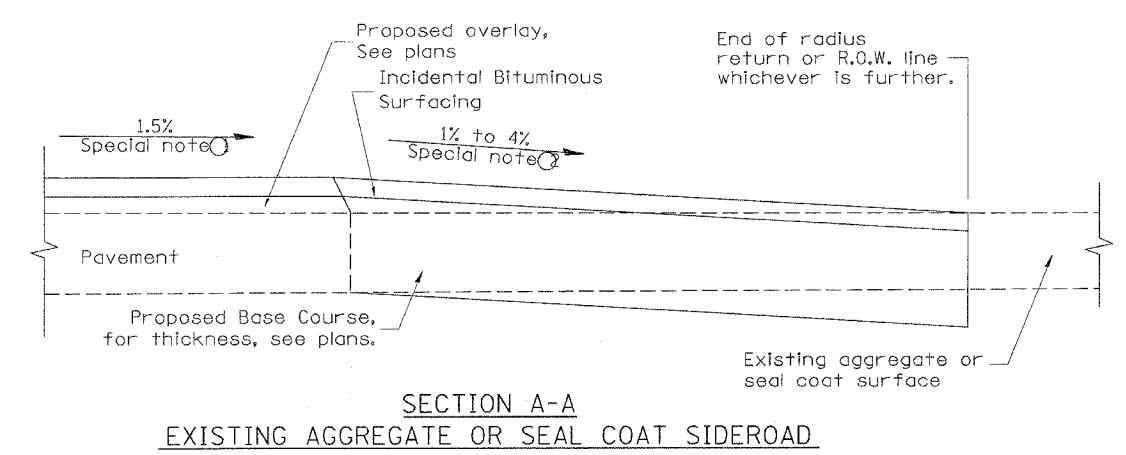 Proposed overlay,
See plans
Incidental Bituminous
Surfacing
End of radius
return or R.O.W. line
whichever is further.
1.5%
Special note 1
1% to 4%
Special note 2
Pavement
Proposed Base Course,
for thickness, see plans.
Existing aggregate or
seal coat surface
SECTION A-A
EXISTING AGGREGATE OR SEAL COAT SIDEROAD